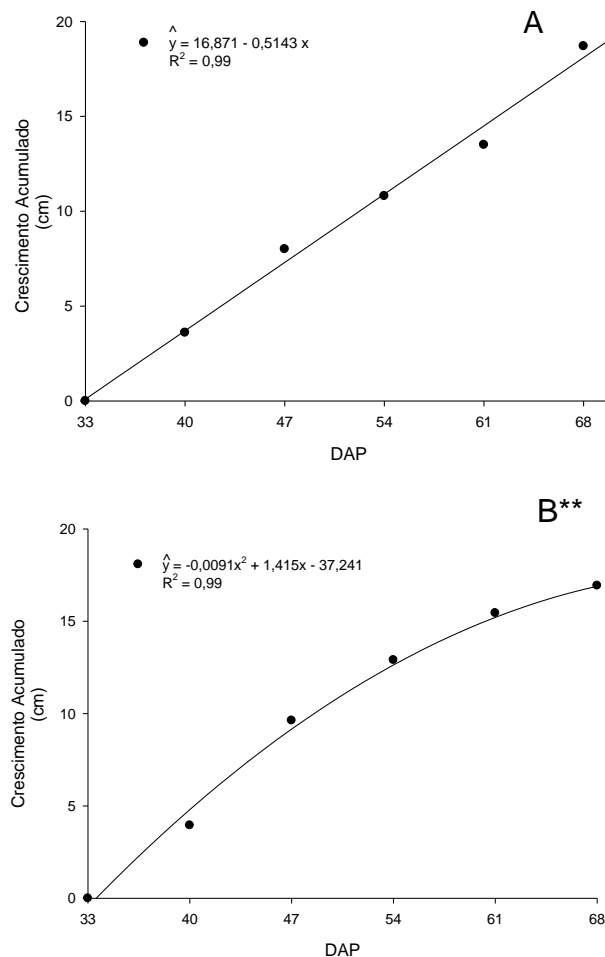 A
^
y = 16,871 - 0,5143 x
R² = 0,99
Crescimento Acumulado
(cm)
20
15
10
5
0
33 40 47 54 61 68
DAP
B**
^
y = -0,0091x² + 1,415x - 37,241
R² = 0,99
Crescimento Acumulado
(cm)
20
15
10
5
0
33 40 47 54 61 68
DAP